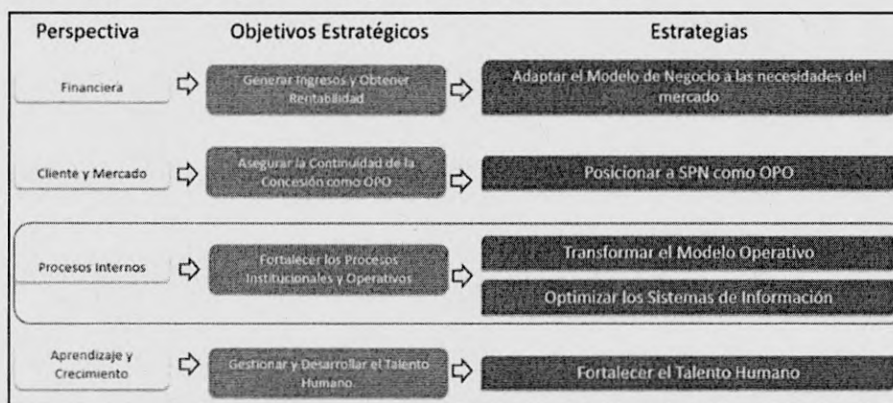 Perspectiva
Objetivos Estratégicos
Estrategias
Financiera
Generar Ingresos y Obtener
Rentabilidad
Adaptar el Modelo de Negocio a las necesidades del
mercado
Cliente y Mercado
Asegurar la Continuidad de la
Concesión como OPO
Posicionar a SPN como OPO
Procesos Internos
Fortalecer los Procesos
Institucionales y Operativos
Transformar el Modelo Operativo
Optimizar los Sistemas de Información
Aprendizaje y
Crecimiento
Gestionar y Desarrollar el Talento
Humano
Fortalecer el Talento Humano